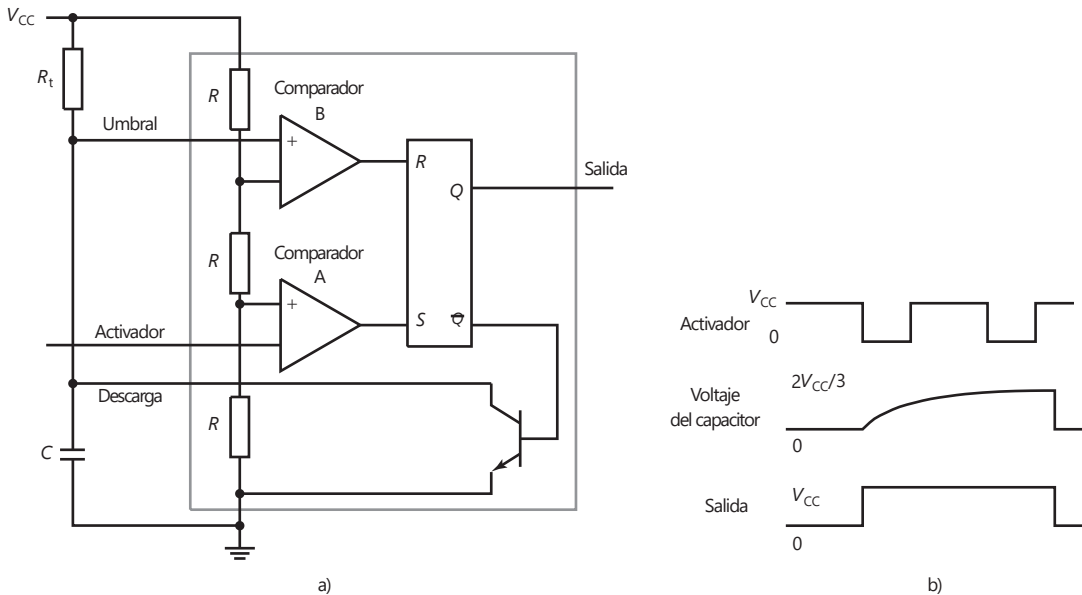 V_CC
R_t
R
Comparador
B
Umbral
+
R
Q
Salida
R
Comparador
A
+
S
Q̅
Activador
Descarga
R
C
a)
V_CC
Activador
0
2V_CC/3
Voltaje
del capacitor
0
Salida
V_CC
0
b)